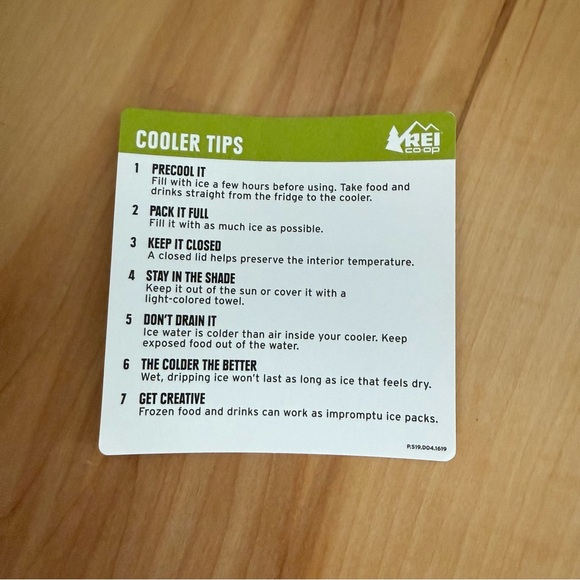 COOLER TIPS
REI
CO·OP
1 PRECOOL IT
Fill with ice a few hours before using. Take food and
drinks straight from the fridge to the cooler.
2 PACK IT FULL
Fill it with as much ice as possible.
3 KEEP IT CLOSED
A closed lid helps preserve the interior temperature.
4 STAY IN THE SHADE
Keep it out of the sun or cover it with a
light-colored towel.
5 DON'T DRAIN IT
Ice water is colder than air inside your cooler. Keep
exposed food out of the water.
6 THE COLDER THE BETTER
Wet, dripping ice won't last as long as ice that feels dry.
7 GET CREATIVE
Frozen food and drinks can work as impromptu ice packs.
P.S19.D04.1619